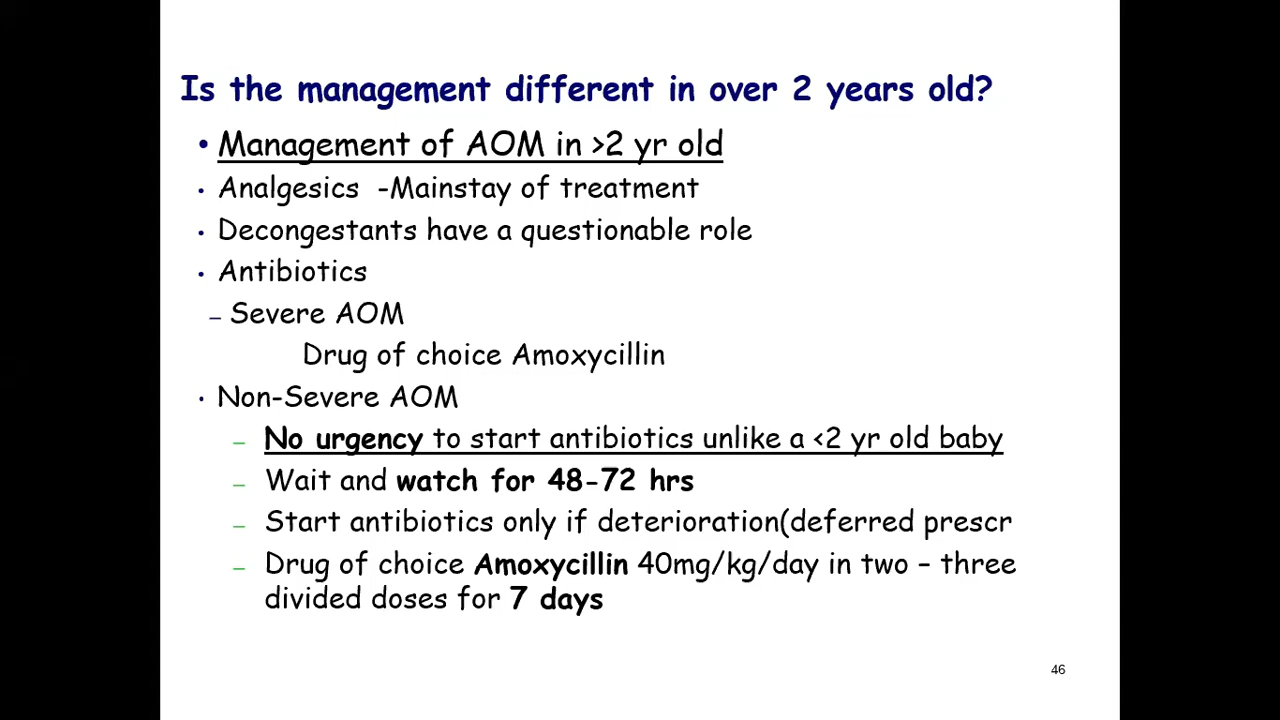 Is the management different in over 2 years old?
• Management of AOM in >2 yr old
• Analgesics -Mainstay of treatment
• Decongestants have a questionable role
• Antibiotics
– Severe AOM
Drug of choice Amoxycillin
• Non-Severe AOM
– No urgency to start antibiotics unlike a <2 yr old baby
– Wait and watch for 48-72 hrs
– Start antibiotics only if deterioration(deferred prescr
– Drug of choice Amoxycillin 40mg/kg/day in two – three
divided doses for 7 days
46